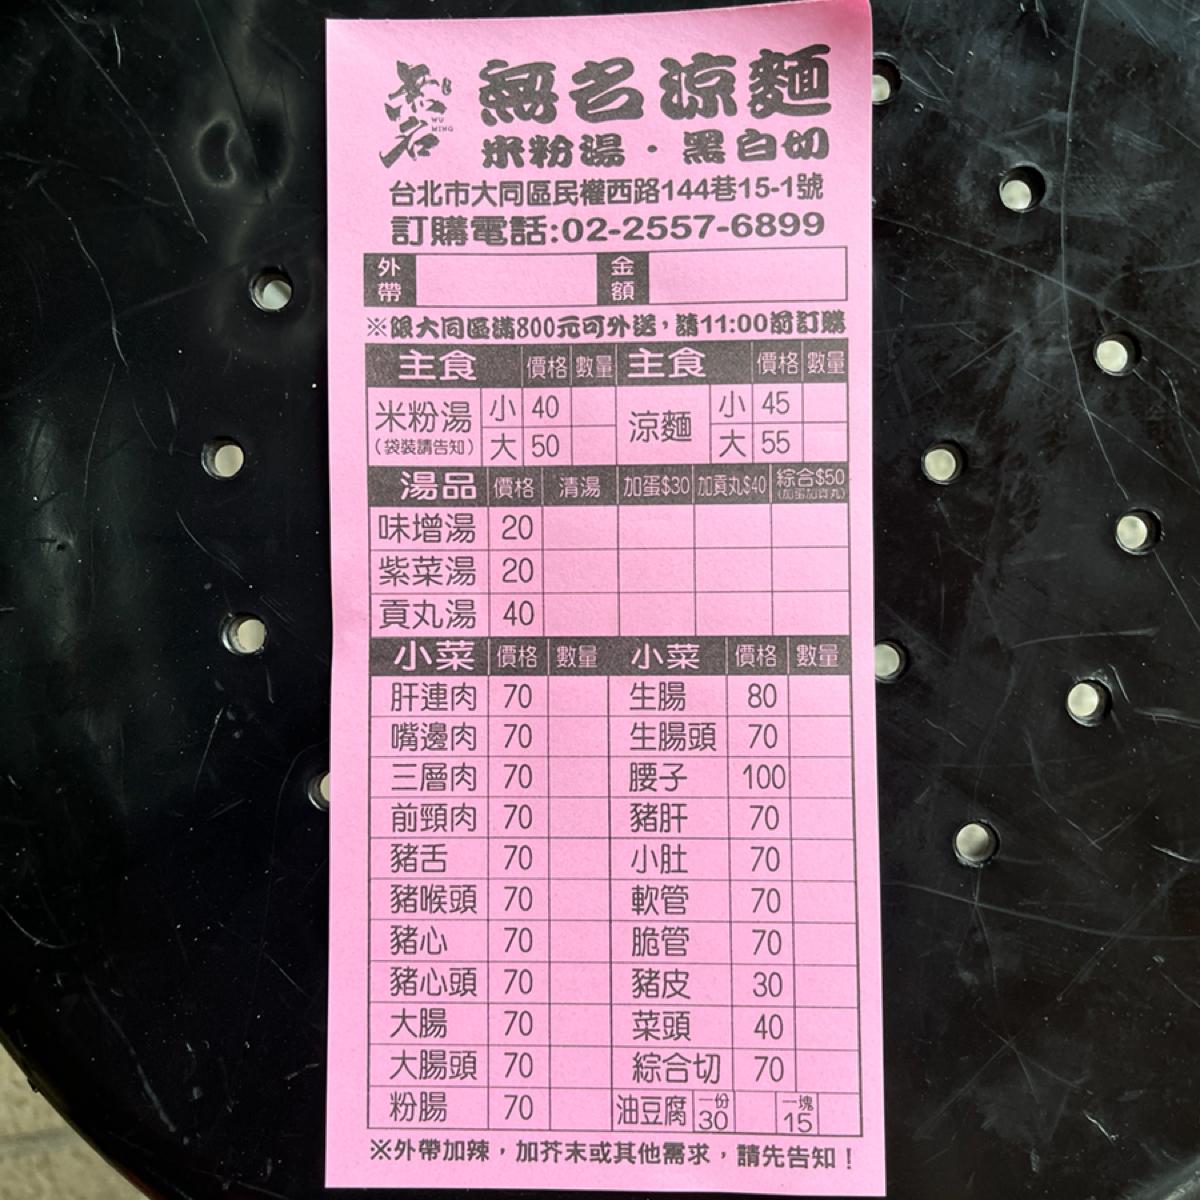 無名 WU MING
無名涼麵
米粉湯・黑白切
台北市大同區民權西路144巷15-1號
訂購電話:02-2557-6899
外帶 金額
※限大同區滿800元可外送，請11:00前訂購
主食 價格 數量 主食 價格 數量
米粉湯 小 40 涼麵 小 45
(袋裝請告知) 大 50 大 55
湯品 價格 清湯 加蛋$30 加貢丸$40 綜合$50
(加蛋加貢丸)
味增湯 20
紫菜湯 20
貢丸湯 40
小菜 價格 數量 小菜 價格 數量
肝連肉 70 生腸 80
嘴邊肉 70 生腸頭 70
三層肉 70 腰子 100
前頸肉 70 豬肝 70
豬舌 70 小肚 70
豬喉頭 70 軟管 70
豬心 70 脆管 70
豬心頭 70 豬皮 30
大腸 70 菜頭 40
大腸頭 70 綜合切 70
粉腸 70 油豆腐 一份 30 一塊 15
※外帶加辣，加芥末或其他需求，請先告知！